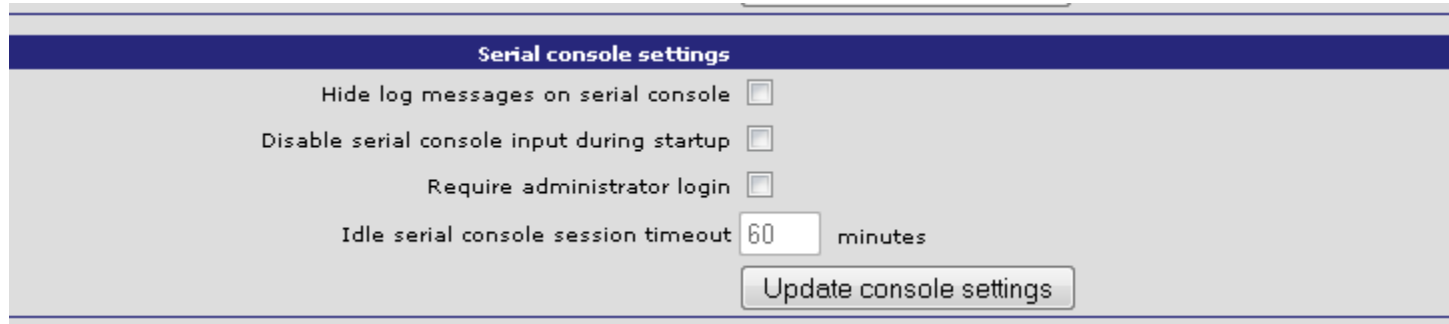 Serial console settings
Hide log messages on serial console
Disable serial console input during startup
Require administrator login
Idle serial console session timeout 60 minutes
Update console settings